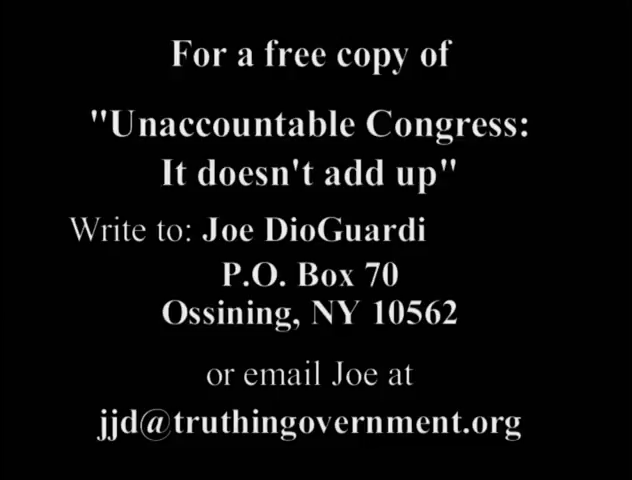 For a free copy of
"Unaccountable Congress:
It doesn't add up"
Write to: Joe DioGuardi
P.O. Box 70
Ossining, NY 10562
or email Joe at
jjd@truthingovernment.org